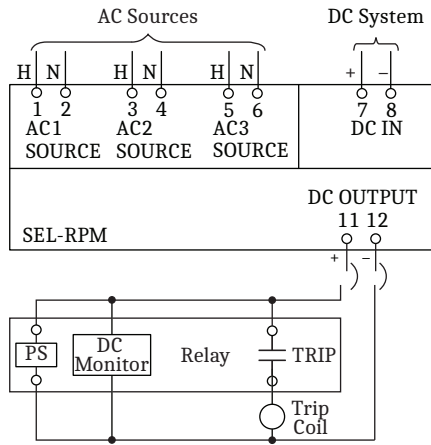 AC Sources DC System
H N H N H N + –
1 2 3 4 5 6 7 8
AC1 AC2 AC3 DC IN
SOURCE SOURCE SOURCE
DC OUTPUT
11 12
SEL-RPM
+ –
PS DC Relay TRIP
Monitor
Trip
Coil